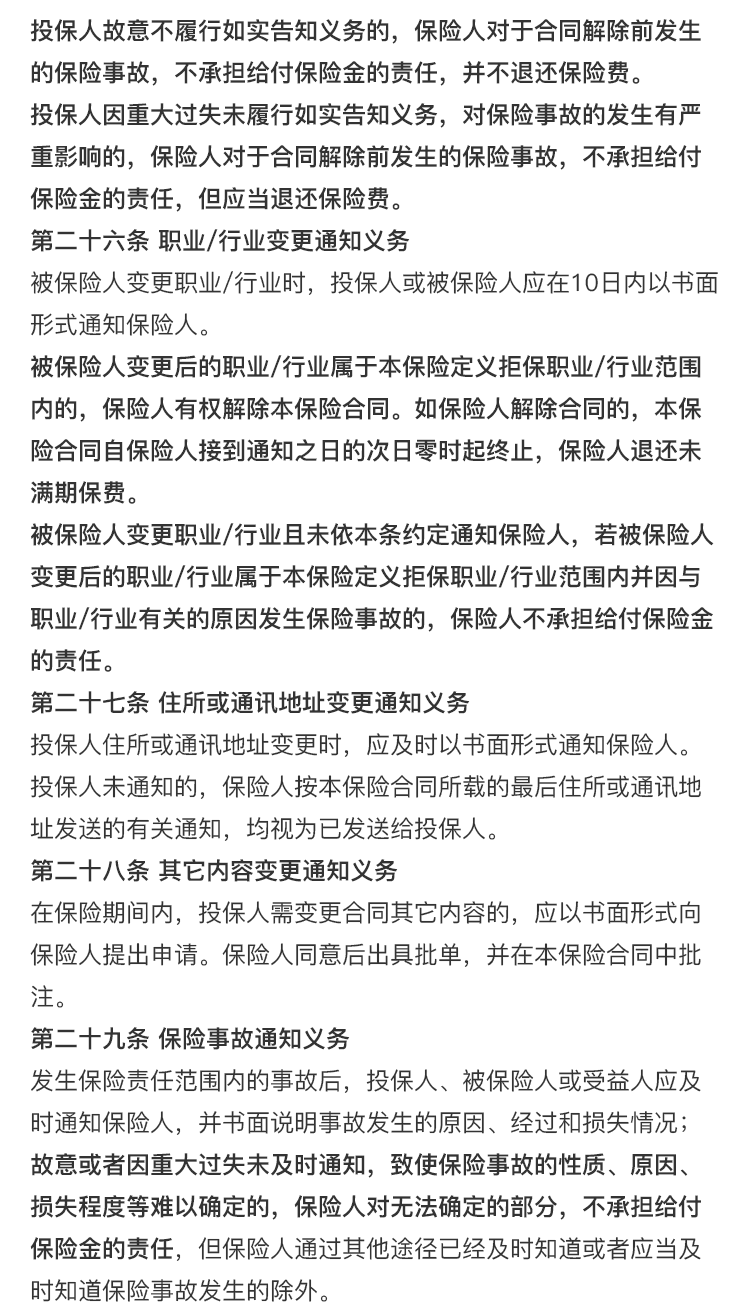 投保人故意不履行如实告知义务的，保险人对于合同解除前发生
的保险事故，不承担给付保险金的责任，并不退还保险费。
投保人因重大过失未履行如实告知义务，对保险事故的发生有严
重影响的，保险人对于合同解除前发生的保险事故，不承担给付
保险金的责任，但应当退还保险费。
第二十六条 职业/行业变更通知义务
被保险人变更职业/行业时，投保人或被保险人应在10日内以书面
形式通知保险人。
被保险人变更后的职业/行业属于本保险定义拒保职业/行业范围
内的，保险人有权解除本保险合同。如保险人解除合同的，本保
险合同自保险人接到通知之日的次日零时起终止，保险人退还未
满期保费。
被保险人变更职业/行业且未依本条约定通知保险人，若被保险人
变更后的职业/行业属于本保险定义拒保职业/行业范围内并因与
职业/行业有关的原因发生保险事故的，保险人不承担给付保险金
的责任。
第二十七条 住所或通讯地址变更通知义务
投保人住所或通讯地址变更时，应及时以书面形式通知保险人。
投保人未通知的，保险人按本保险合同所载的最后住所或通讯地
址发送的有关通知，均视为已发送给投保人。
第二十八条 其它内容变更通知义务
在保险期间内，投保人需变更合同其它内容的，应以书面形式向
保险人提出申请。保险人同意后出具批单，并在本保险合同中批
注。
第二十九条 保险事故通知义务
发生保险责任范围内的事故后，投保人、被保险人或受益人应及
时通知保险人，并书面说明事故发生的原因、经过和损失情况；
故意或者因重大过失未及时通知，致使保险事故的性质、原因、
损失程度等难以确定的，保险人对无法确定的部分，不承担给付
保险金的责任，但保险人通过其他途径已经及时知道或者应当及
时知道保险事故发生的除外。